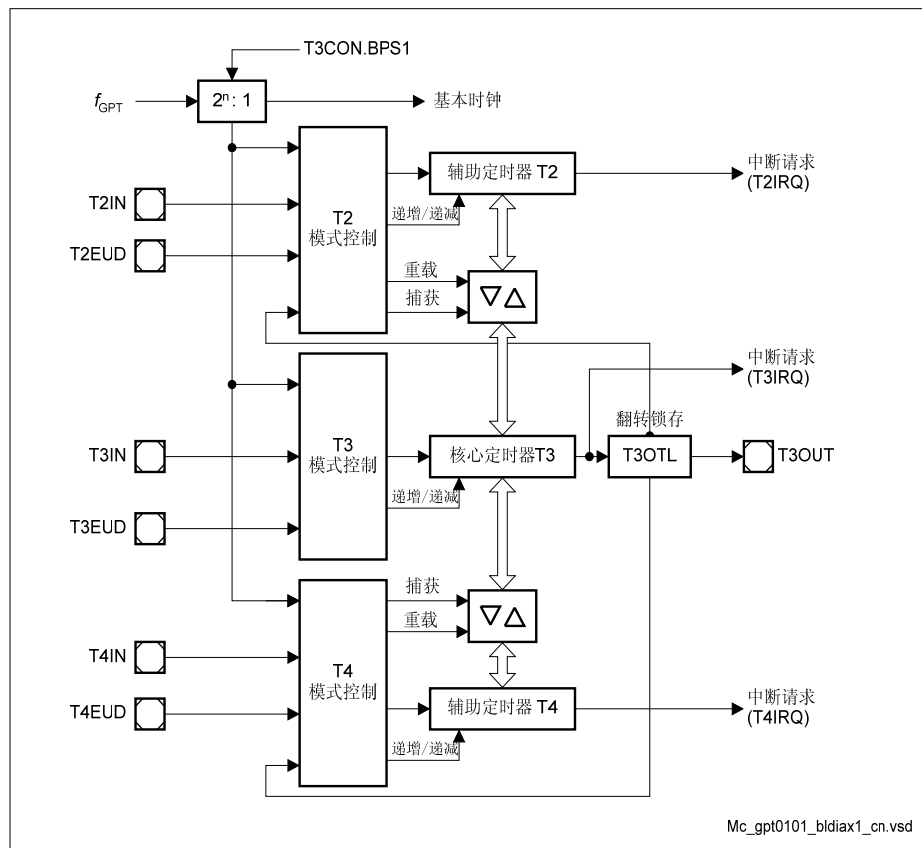 T3CON.BPS1
fGPT
2ⁿ : 1
基本时钟
T2IN
T2EUD
T2
模式控制
辅助定时器 T2
递增/递减
重载
捕获
中断请求
(T2IRQ)
中断请求
(T3IRQ)
T3IN
T3EUD
T3
模式控制
核心定时器T3
递增/递减
翻转锁存
T3OTL
T3OUT
T4IN
T4EUD
T4
模式控制
捕获
重载
辅助定时器 T4
递增/递减
中断请求
(T4IRQ)
Mc_gpt0101_bldiax1_cn.vsd